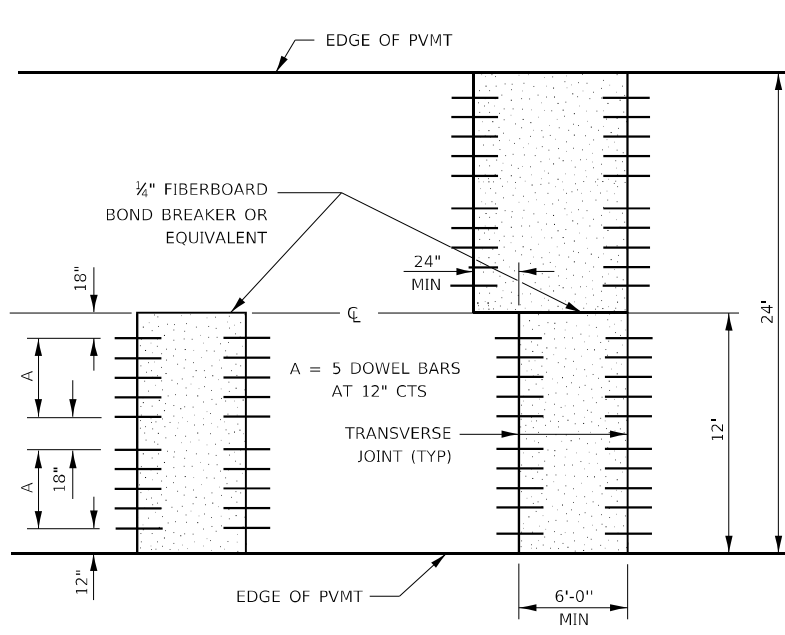 EDGE OF PVMT
¼" FIBERBOARD
BOND BREAKER OR
EQUIVALENT
24"
MIN
18"
24'
℄
A
A = 5 DOWEL BARS
AT 12" CTS
12'
TRANSVERSE
JOINT (TYP)
A
18"
12"
EDGE OF PVMT
6'-0"
MIN